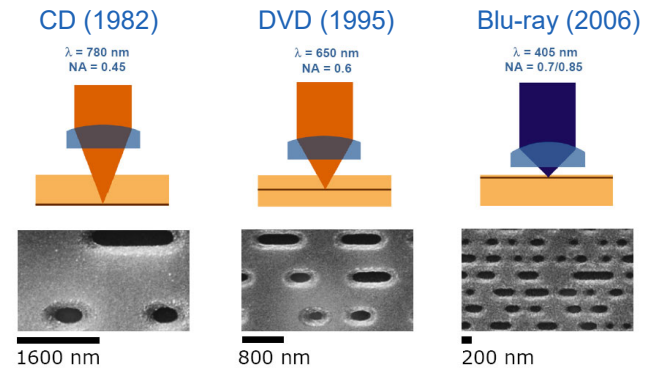 CD (1982)
λ = 780 nm
NA = 0.45
1600 nm
DVD (1995)
λ = 650 nm
NA = 0.6
800 nm
Blu-ray (2006)
λ = 405 nm
NA = 0.7/0.85
200 nm